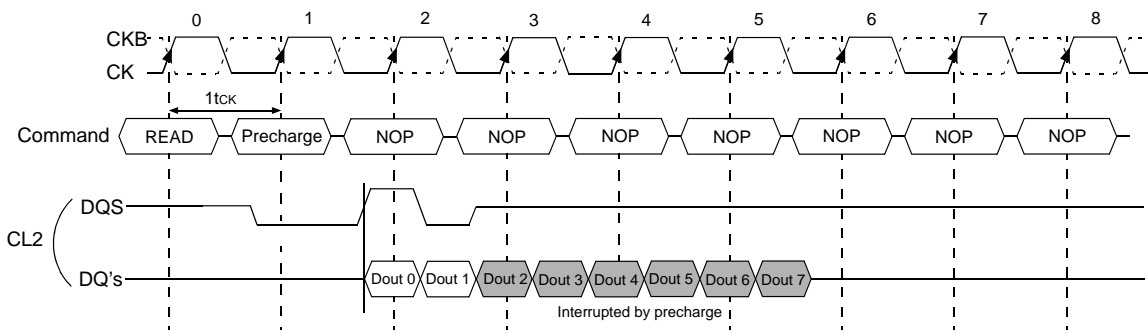 0 1 2 3 4 5 6 7 8
CKB
CK
1tCK
Command READ Precharge NOP NOP NOP NOP NOP NOP NOP
DQS
CL2
DQ's Dout 0 Dout 1 Dout 2 Dout 3 Dout 4 Dout 5 Dout 6 Dout 7
Interrupted by precharge